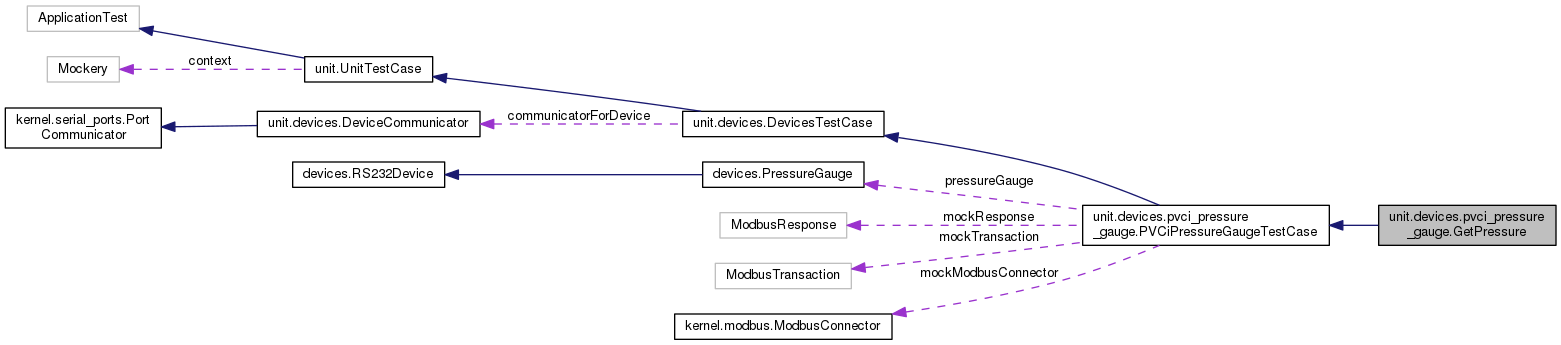 ApplicationTest
Mockery
context
unit.UnitTestCase
kernel.serial_ports.Port
Communicator
unit.devices.DeviceCommunicator
communicatorForDevice
unit.devices.DevicesTestCase
devices.RS232Device
devices.PressureGauge
pressureGauge
ModbusResponse
mockResponse
unit.devices.pvci_pressure
_gauge.PVCiPressureGaugeTestCase
unit.devices.pvci_pressure
_gauge.GetPressure
mockTransaction
ModbusTransaction
mockModbusConnector
kernel.modbus.ModbusConnector